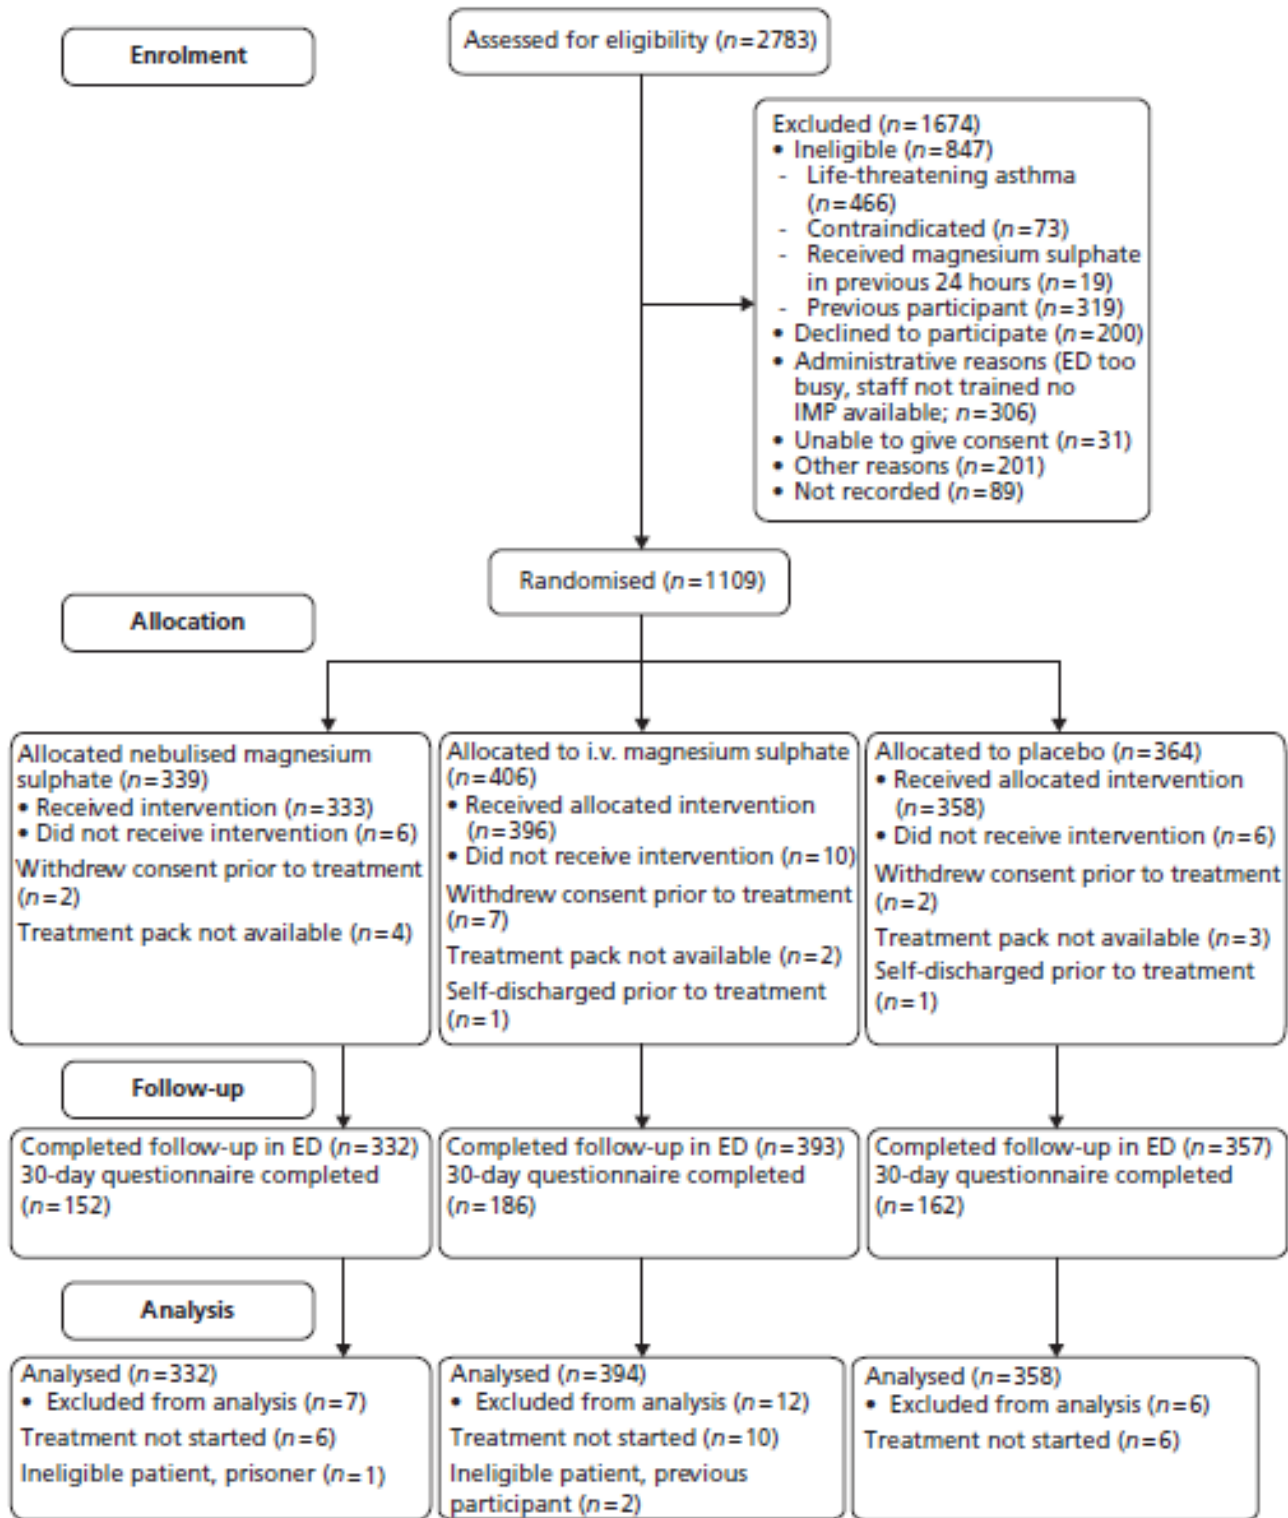 Enrolment
Assessed for eligibility (n=2783)
Excluded (n=1674)
• Ineligible (n=847)
- Life-threatening asthma
(n=466)
- Contraindicated (n=73)
- Received magnesium sulphate
in previous 24 hours (n=19)
- Previous participant (n=319)
• Declined to participate (n=200)
• Administrative reasons (ED too
busy, staff not trained no
IMP available; n=306)
• Unable to give consent (n=31)
• Other reasons (n=201)
• Not recorded (n=89)
Randomised (n=1109)
Allocation
Allocated nebulised magnesium
sulphate (n=339)
• Received intervention (n=333)
• Did not receive intervention (n=6)
Withdrew consent prior to treatment
(n=2)
Treatment pack not available (n=4)
Allocated to i.v. magnesium sulphate
(n=406)
• Received allocated intervention
(n=396)
• Did not receive intervention (n=10)
Withdrew consent prior to treatment
(n=7)
Treatment pack not available (n=2)
Self-discharged prior to treatment
(n=1)
Allocated to placebo (n=364)
• Received allocated intervention
(n=358)
• Did not receive intervention (n=6)
Withdrew consent prior to treatment
(n=2)
Treatment pack not available (n=3)
Self-discharged prior to treatment
(n=1)
Follow-up
Completed follow-up in ED (n=332)
30-day questionnaire completed
(n=152)
Completed follow-up in ED (n=393)
30-day questionnaire completed
(n=186)
Completed follow-up in ED (n=357)
30-day questionnaire completed
(n=162)
Analysis
Analysed (n=332)
• Excluded from analysis (n=7)
Treatment not started (n=6)
Ineligible patient, prisoner (n=1)
Analysed (n=394)
• Excluded from analysis (n=12)
Treatment not started (n=10)
Ineligible patient, previous
participant (n=2)
Analysed (n=358)
• Excluded from analysis (n=6)
Treatment not started (n=6)